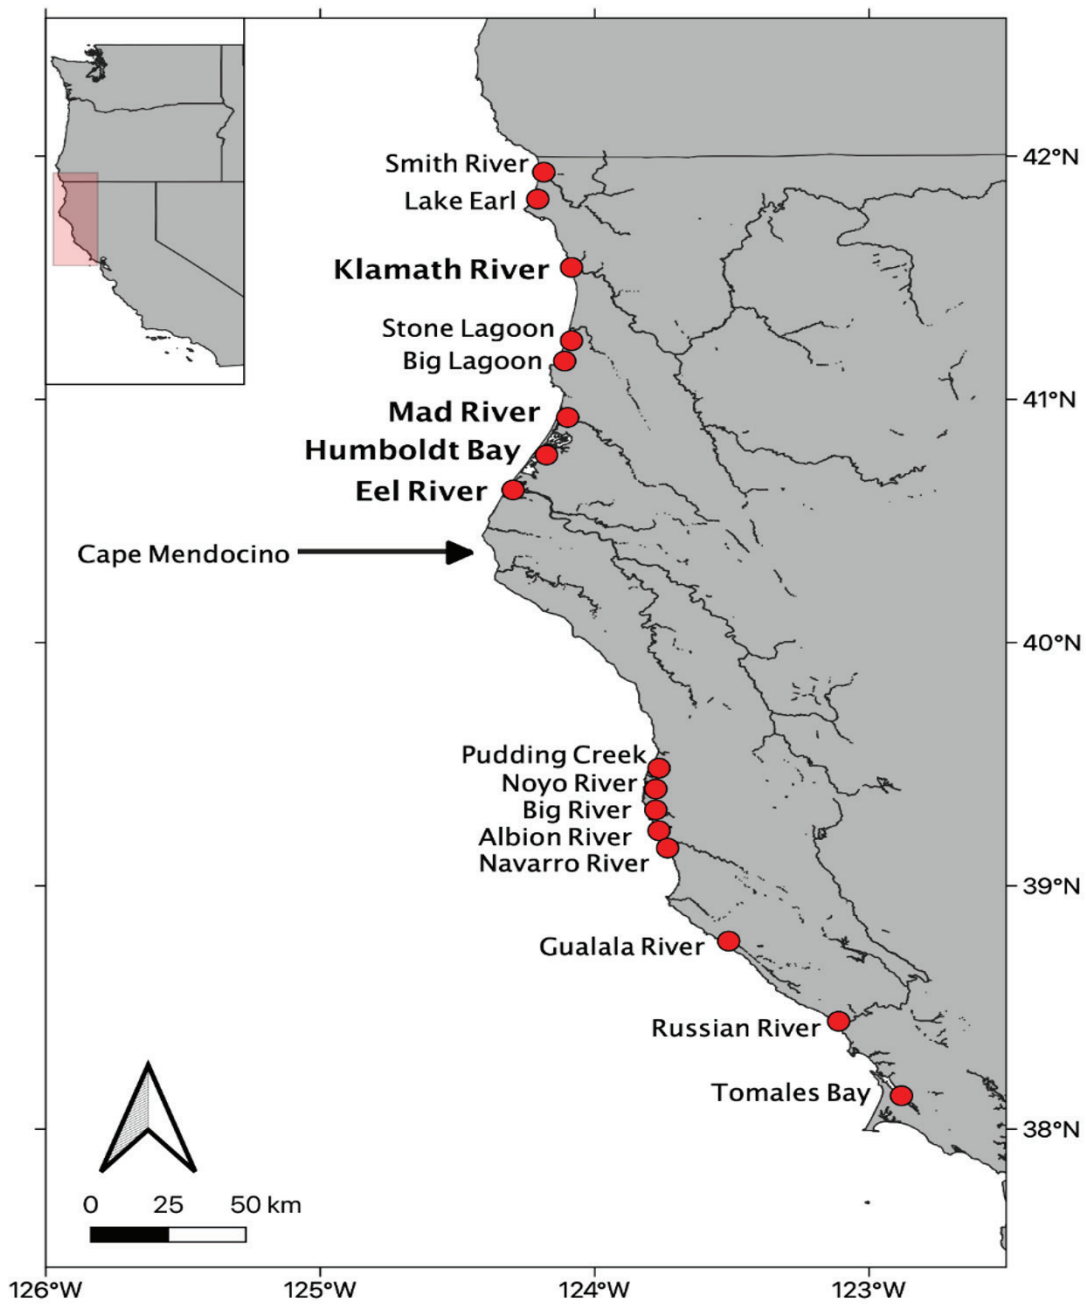 Smith River
42°N
Lake Earl
Klamath River
Stone Lagoon
Big Lagoon
41°N
Mad River
Humboldt Bay
Eel River
Cape Mendocino
40°N
Pudding Creek
Noyo River
Big River
Albion River
Navarro River
39°N
Gualala River
Russian River
Tomales Bay
38°N
0 25 50 km
126°W 125°W 124°W 123°W